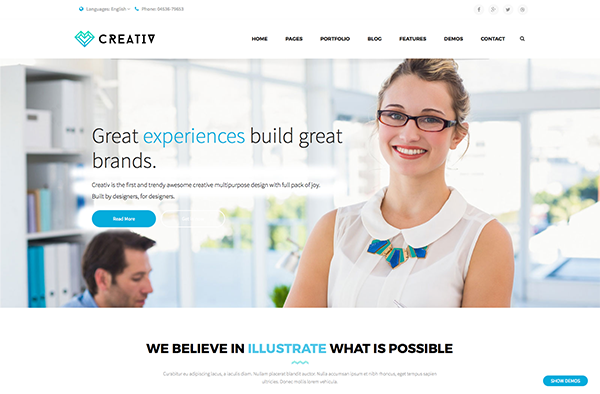 Languages: English
Phone:
CREATIV
HOME PAGES PORTFOLIO BLOG FEATURES DEMOS CONTACT
Great experiences build great
brands.
Creativ is the first and trendy awesome creative multipurpose design with full pack of joy.
Built by designers, for designers.
Read More
WE BELIEVE IN ILLUSTRATE WHAT IS POSSIBLE
Curabitur eu adipiscing lacus, a iaculis diam. Nullam placerat blandit auctor. Nulla accumsan ipsum et nibh rhoncus, eget tempus sapien
ultricies. Donec mollis lorem vehicula.
SHOW DEMOS